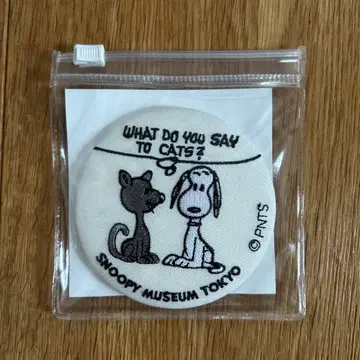 WHAT DO YOU SAY
TO CATS?
© PNTS
SNOOPY MUSEUM TOKYO